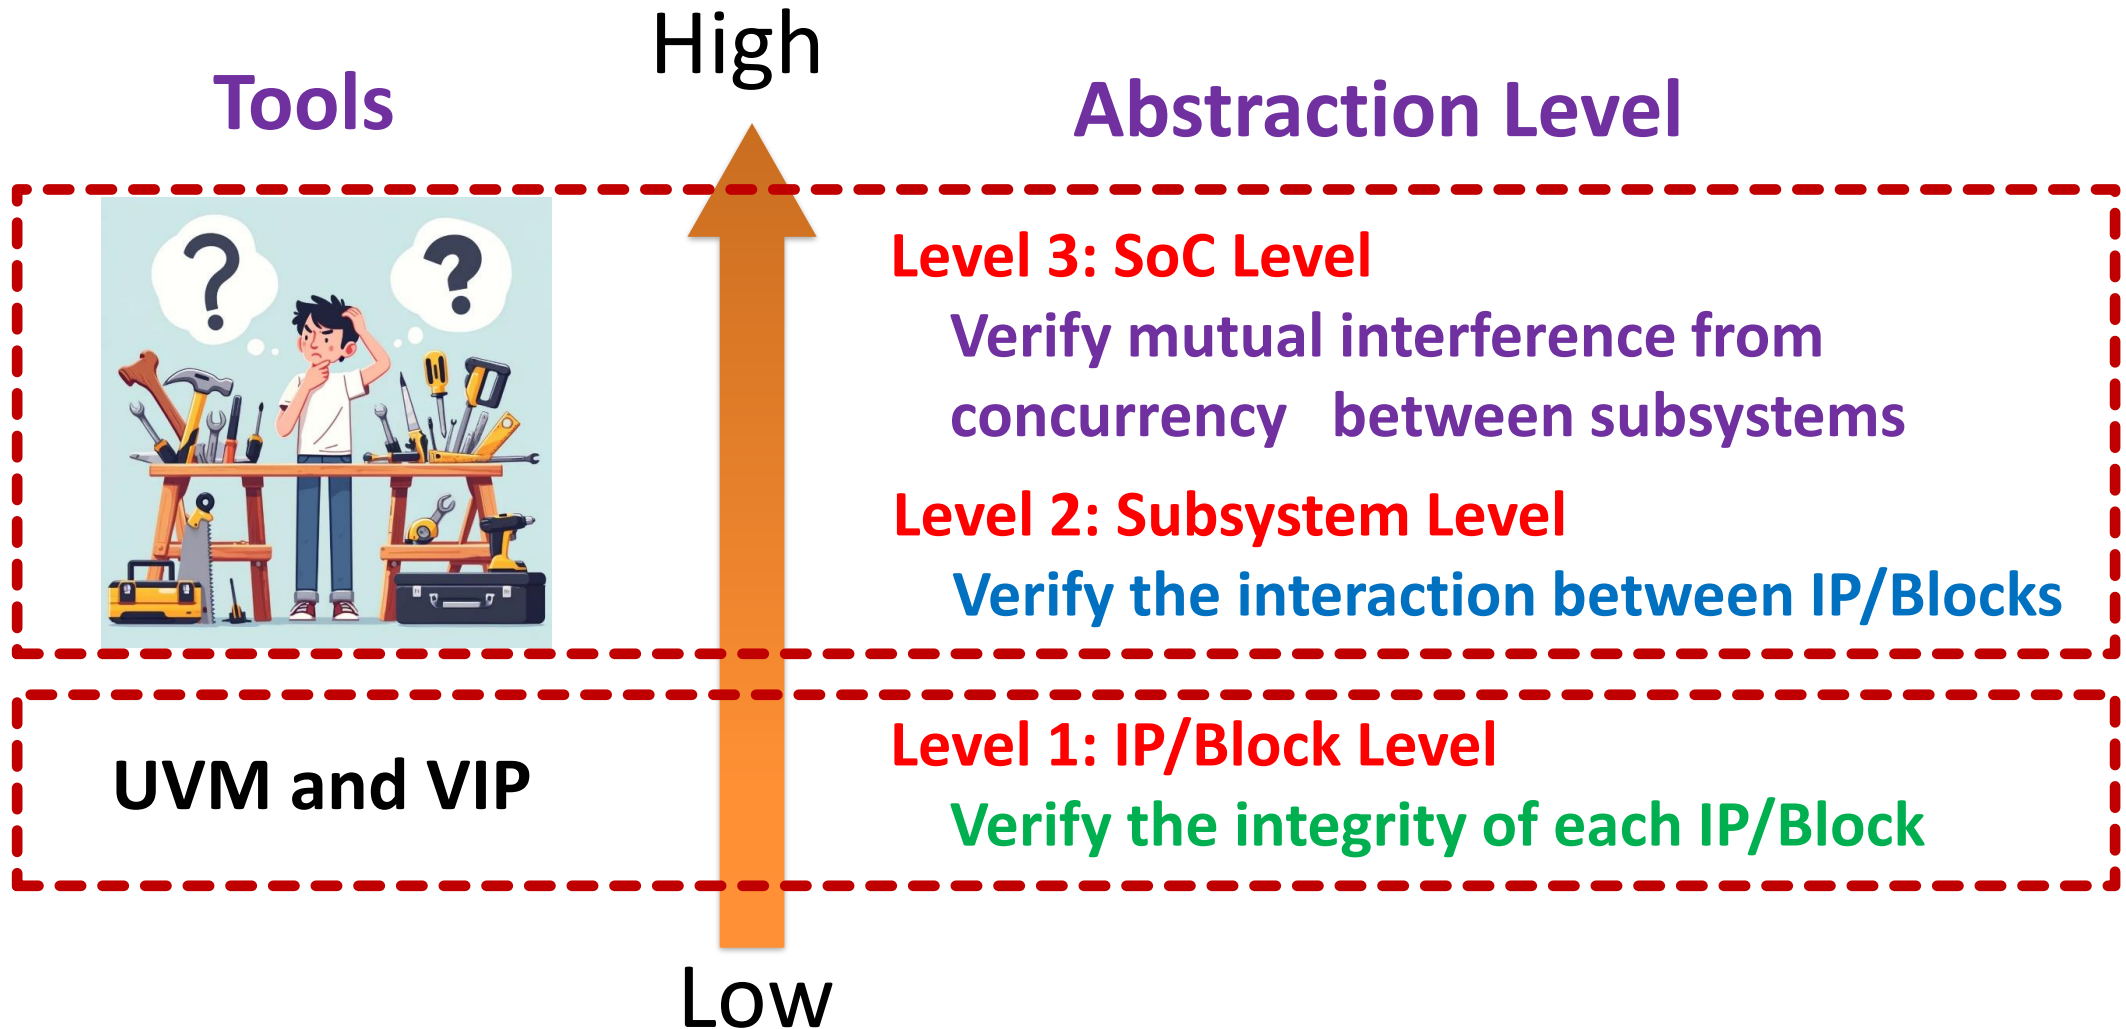 High
Tools
Abstraction Level
? ?
Level 3: SoC Level
Verify mutual interference from
concurrency between subsystems
Level 2: Subsystem Level
Verify the interaction between IP/Blocks
UVM and VIP
Level 1: IP/Block Level
Verify the integrity of each IP/Block
Low